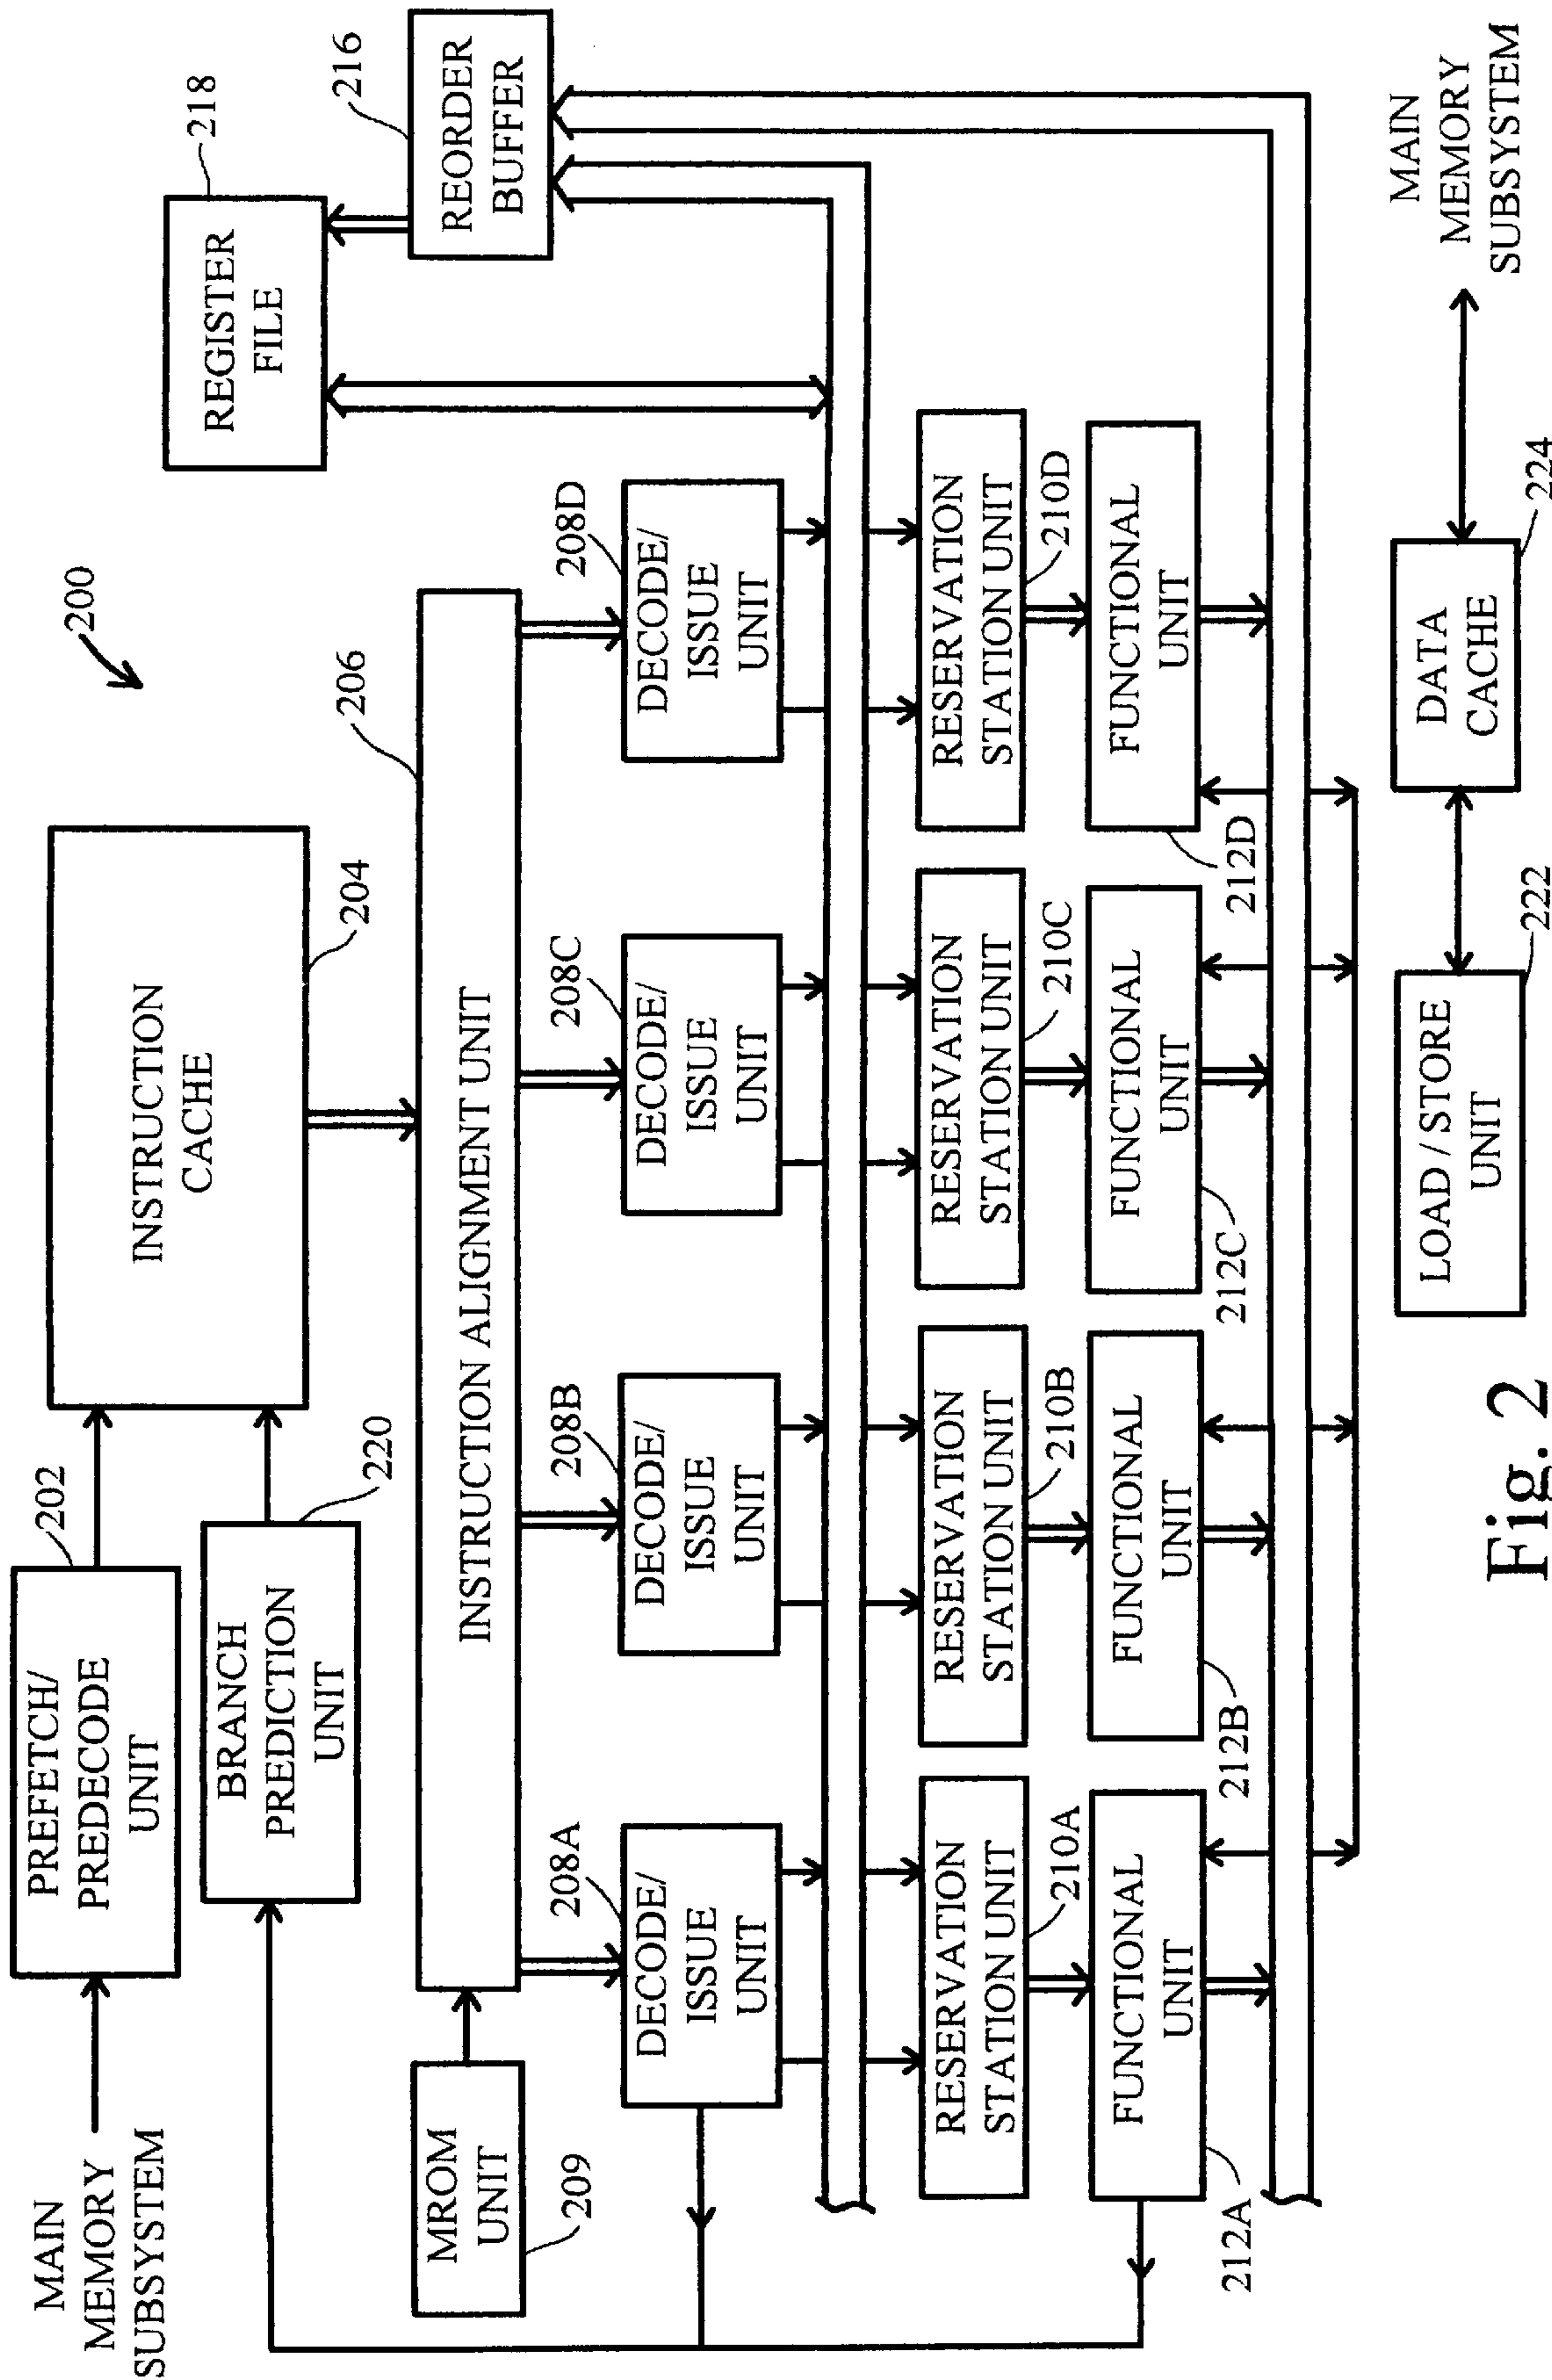 200
MAIN
MEMORY
SUBSYSTEM
PREFETCH/
PREDECODE
UNIT
202
BRANCH
PREDICTION
UNIT
220
INSTRUCTION
CACHE
204
REGISTER
FILE
218
REORDER
BUFFER
216
MROM
UNIT
209
INSTRUCTION ALIGNMENT UNIT
206
DECODE/
ISSUE
UNIT
208A
DECODE/
ISSUE
UNIT
208B
DECODE/
ISSUE
UNIT
208C
DECODE/
ISSUE
UNIT
208D
RESERVATION
STATION UNIT
210A
RESERVATION
STATION UNIT
210B
RESERVATION
STATION UNIT
210C
RESERVATION
STATION UNIT
210D
FUNCTIONAL
UNIT
212A
FUNCTIONAL
UNIT
212B
FUNCTIONAL
UNIT
212C
FUNCTIONAL
UNIT
212D
LOAD / STORE
UNIT
222
DATA
CACHE
224
MAIN
MEMORY
SUBSYSTEM
Fig. 2